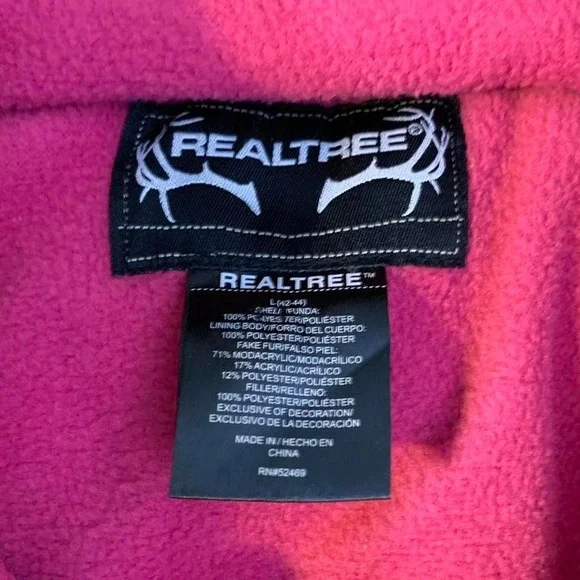 REALTREE®
REALTREE™
L (42-44)
SHELL/FUNDA:
100% POLYESTER/POLIÉSTER
LINING BODY/FORRO DEL CUERPO:
100% POLYESTER/POLIÉSTER
FAKE FUR/FALSO PIEL:
71% MODACRYLIC/MODACRÍLICO
17% ACRYLIC/ACRÍLICO
12% POLYESTER/POLIÉSTER
FILLER/RELLENO:
100% POLYESTER/POLIÉSTER
EXCLUSIVE OF DECORATION/
EXCLUSIVO DE LA DECORACIÓN
MADE IN / HECHO EN
CHINA
RN#52469